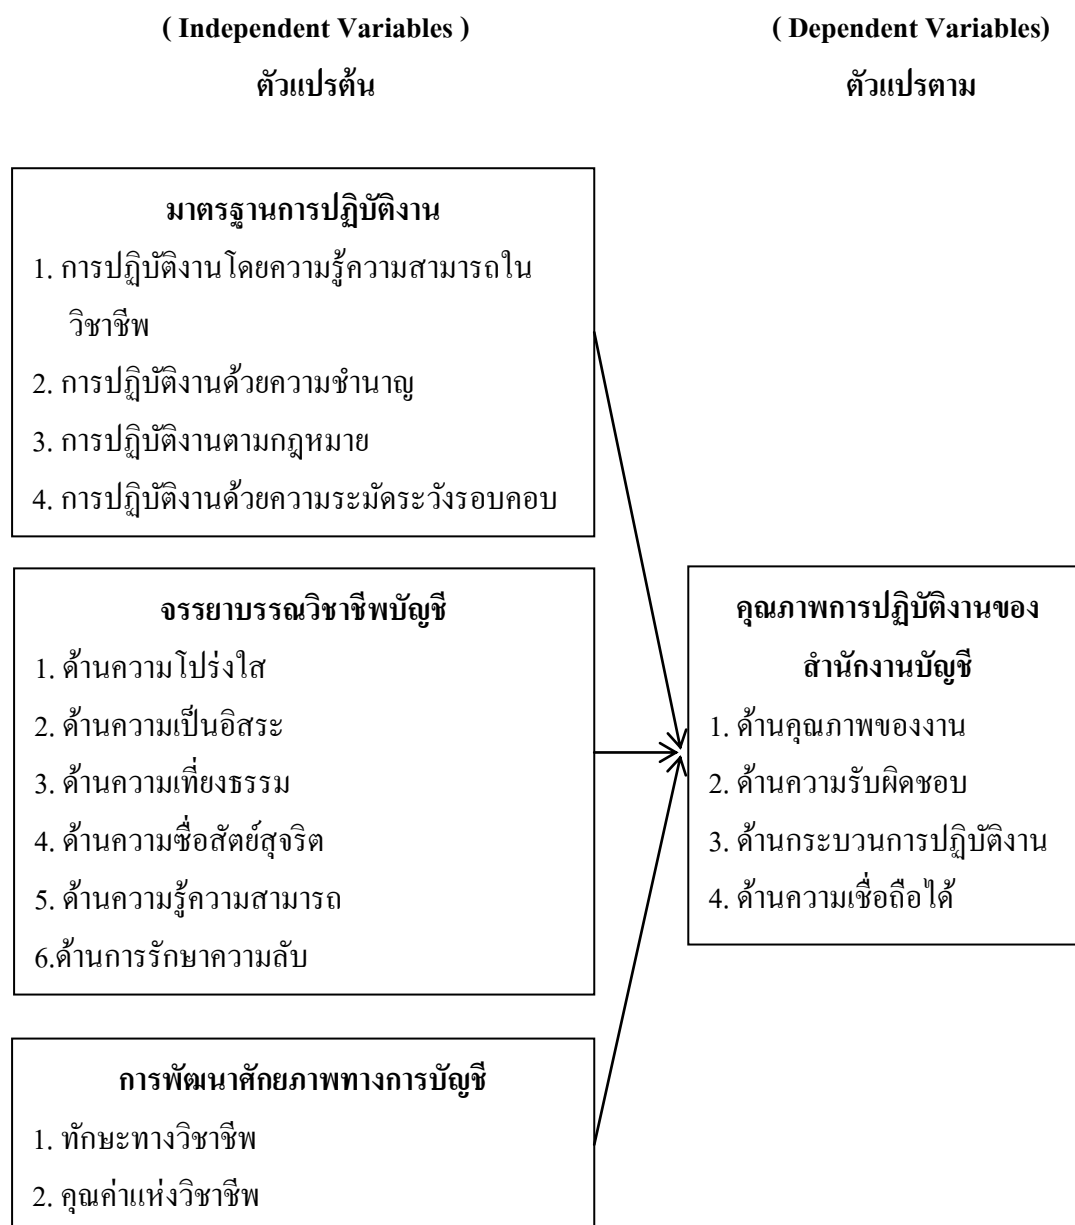 ( Independent Variables )
ตัวแปรต้น
( Dependent Variables)
ตัวแปรตาม
มาตรฐานการปฏิบัติงาน
1. การปฏิบัติงานโดยความรู้ความสามารถใน
วิชาชีพ
2. การปฏิบัติงานด้วยความชำนาญ
3. การปฏิบัติงานตามกฎหมาย
4. การปฏิบัติงานด้วยความระมัดระวังรอบคอบ
จรรยาบรรณวิชาชีพบัญชี
1. ด้านความโปร่งใส
2. ด้านความเป็นอิสระ
3. ด้านความเที่ยงธรรม
4. ด้านความซื่อสัตย์สุจริต
5. ด้านความรู้ความสามารถ
6.ด้านการรักษาความลับ
การพัฒนาศักยภาพทางการบัญชี
1. ทักษะทางวิชาชีพ
2. คุณค่าแห่งวิชาชีพ
คุณภาพการปฏิบัติงานของ
สำนักงานบัญชี
1. ด้านคุณภาพของงาน
2. ด้านความรับผิดชอบ
3. ด้านกระบวนการปฏิบัติงาน
4. ด้านความเชื่อถือได้